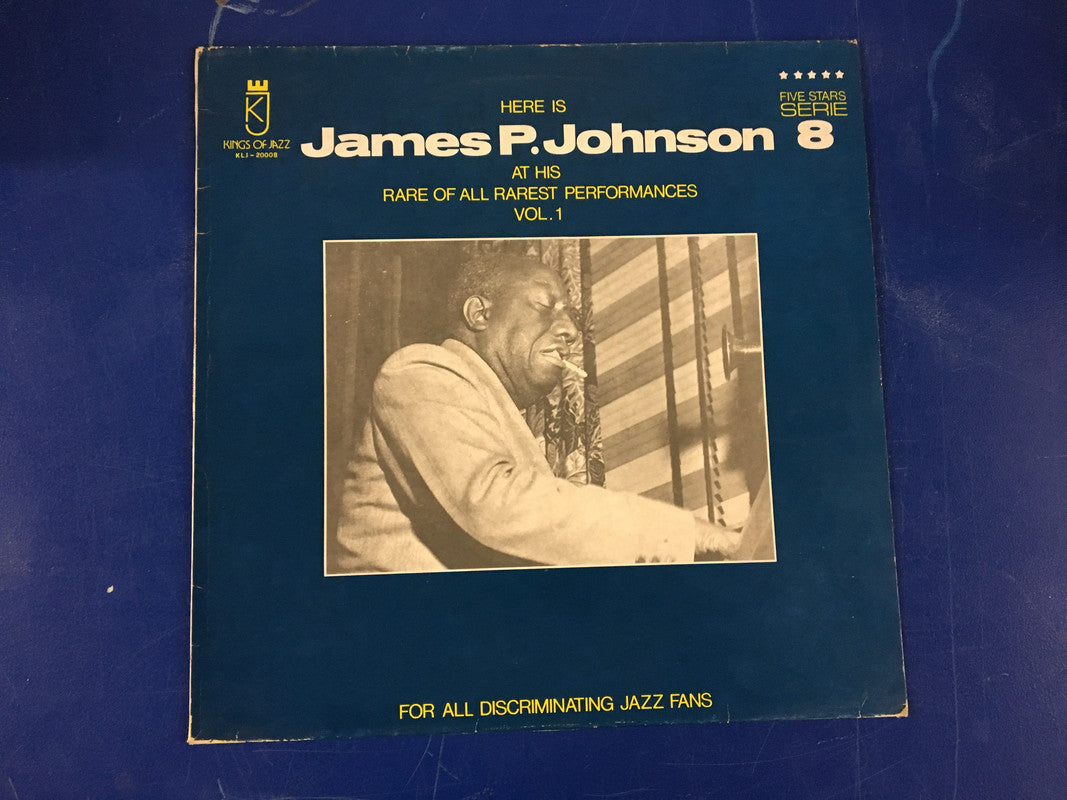 KJ
KINGS OF JAZZ
KLJ - 20008
HERE IS
James P. Johnson
AT HIS
RARE OF ALL RAREST PERFORMANCES
VOL. 1
FIVE STARS
SERIE
8
FOR ALL DISCRIMINATING JAZZ FANS